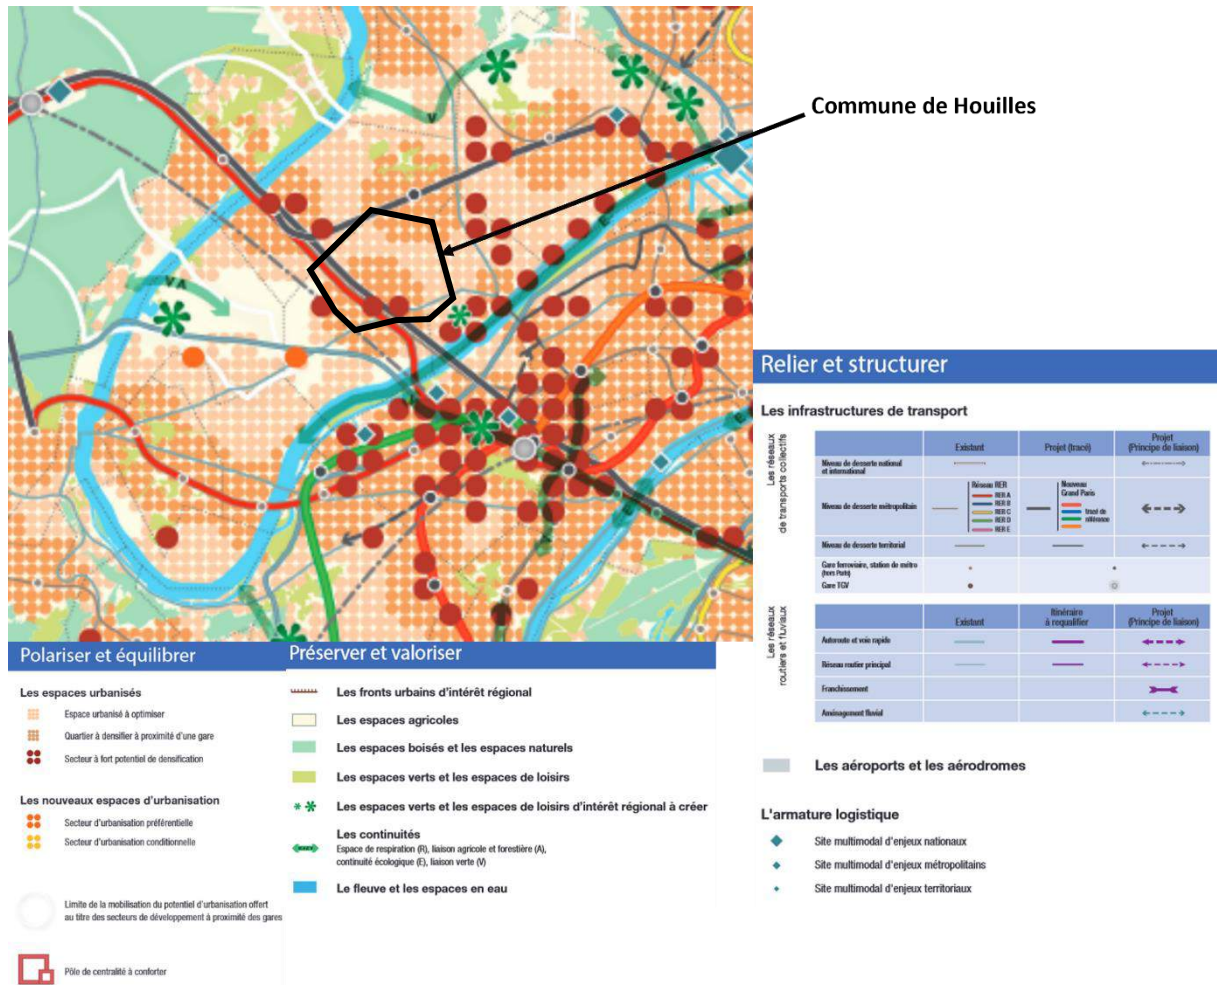 Commune de Houilles
V
V
V
E
V A
V
E
E
Polariser et équilibrer
Les espaces urbanisés
Espace urbanisé à optimiser
Quartier à densifier à proximité d'une gare
Secteur à fort potentiel de densification
Les nouveaux espaces d'urbanisation
Secteur d'urbanisation préférentielle
Secteur d'urbanisation conditionnelle
Limite de la mobilisation du potentiel d'urbanisation offert
au titre des secteurs de développement à proximité des gares
Pôle de centralité à conforter
Préserver et valoriser
Les fronts urbains d'intérêt régional
Les espaces agricoles
Les espaces boisés et les espaces naturels
Les espaces verts et les espaces de loisirs
Les espaces verts et les espaces de loisirs d'intérêt régional à créer
Les continuités
Espace de respiration (R), liaison agricole et forestière (A),
continuité écologique (E), liaison verte (V)
Le fleuve et les espaces en eau
Relier et structurer
Les infrastructures de transport
Les réseaux
de transports collectifs
Existant
Projet (tracé)
Projet
(Principe de liaison)
Niveau de desserte national
et international
Niveau de desserte métropolitain
Réseau RER
RER A
RER B
RER C
RER D
RER E
Nouveau
Grand Paris
tracé de
référence
Niveau de desserte territorial
Gare ferroviaire, station de métro
(hors Paris)
Gare TGV
Les réseaux
routiers et fluviaux
Existant
Itinéraire
à requalifier
Projet
(Principe de liaison)
Autoroute et voie rapide
Réseau routier principal
Franchissement
Aménagement fluvial
Les aéroports et les aérodromes
L'armature logistique
Site multimodal d'enjeux nationaux
Site multimodal d'enjeux métropolitains
Site multimodal d'enjeux territoriaux